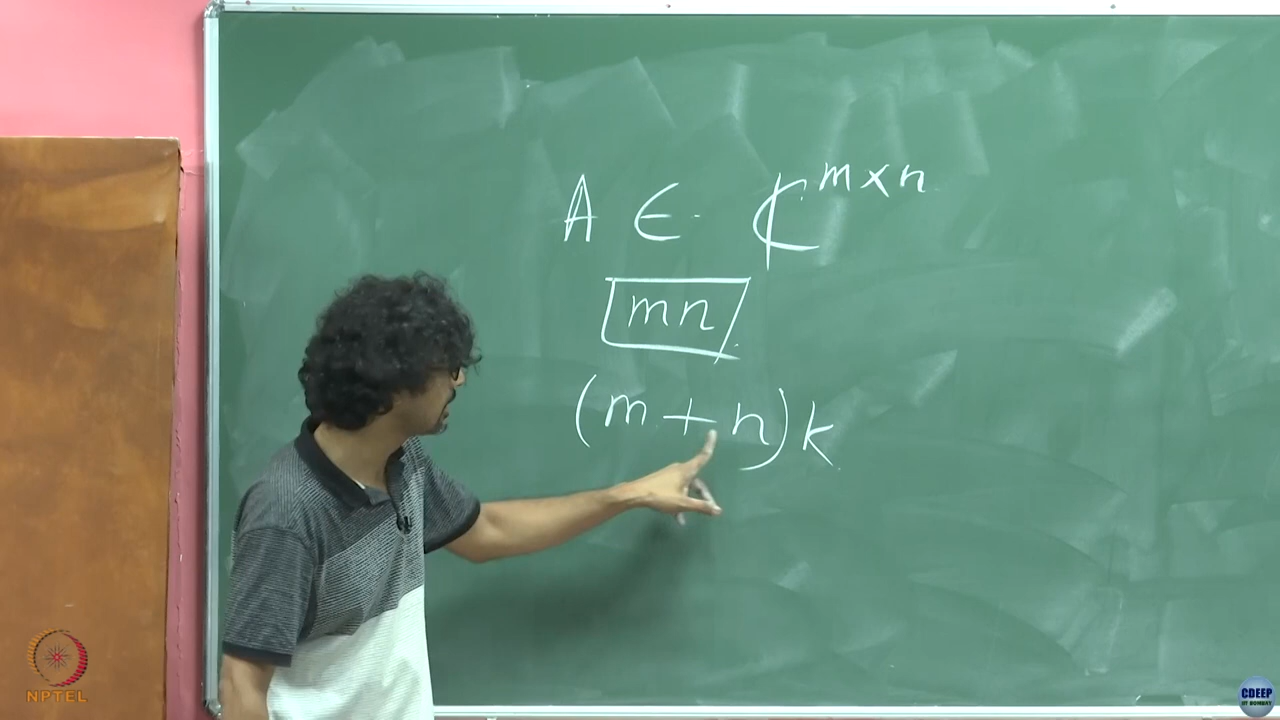 A ∈ ℂ^{m×n}
mn
(m+n)k
NPTEL
CDEEP
IIT BOMBAY